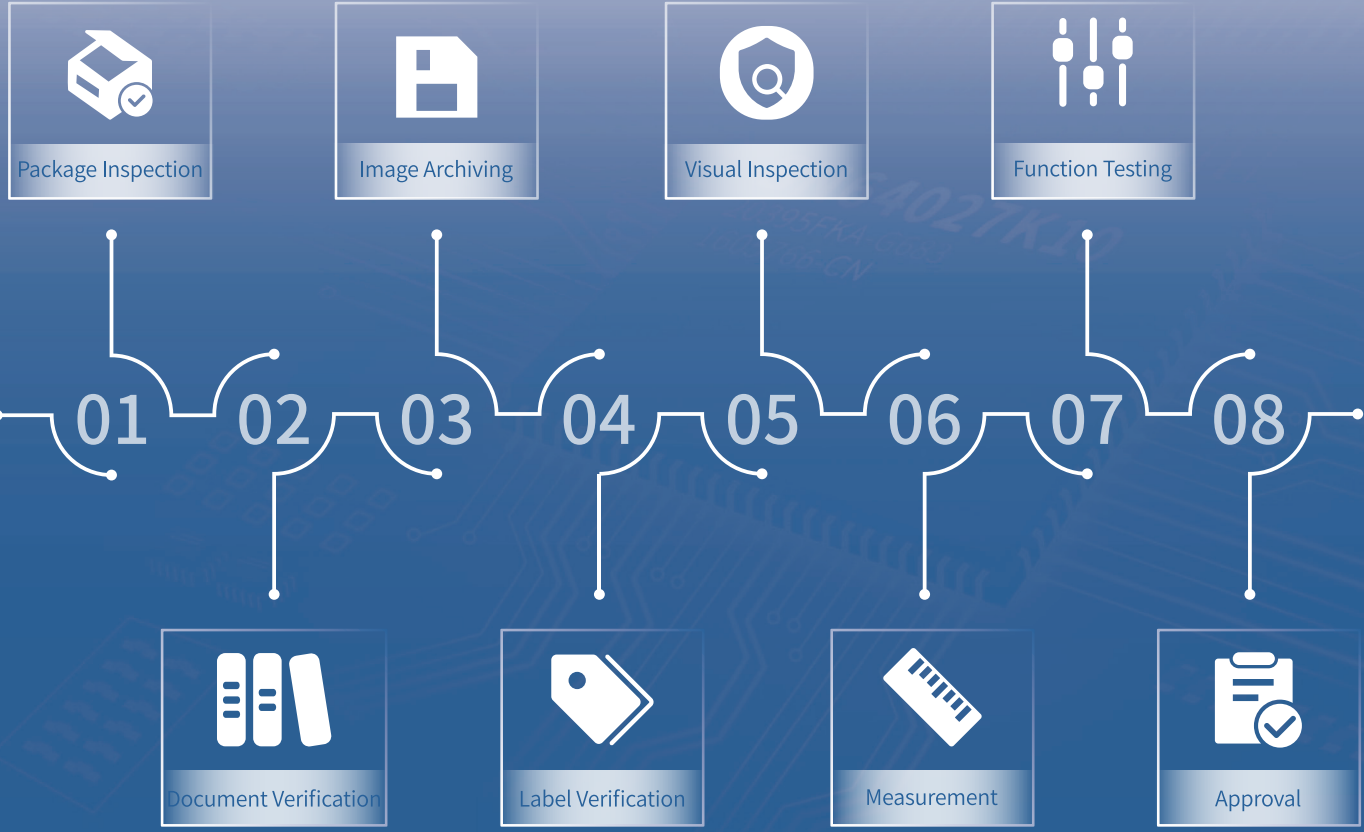 Package Inspection
Image Archiving
Visual Inspection
Function Testing
01
02
03
04
05
06
07
08
Document Verification
Label Verification
Measurement
Approval